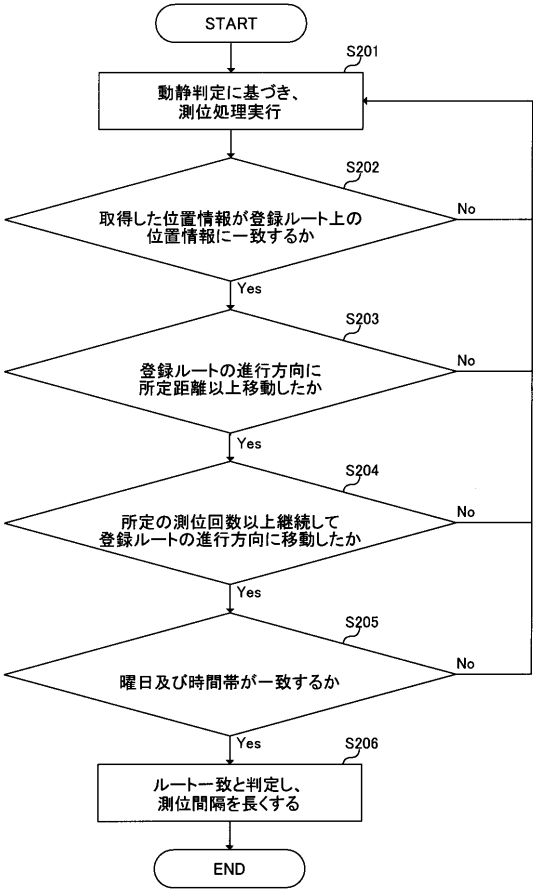 START
S201
動静判定に基づき、
測位処理実行
S202
取得した位置情報が登録ルート上の
位置情報に一致するか
No
Yes
S203
登録ルートの進行方向に
所定距離以上移動したか
No
Yes
S204
所定の測位回数以上継続して
登録ルートの進行方向に移動したか
No
Yes
S205
曜日及び時間帯が一致するか
No
Yes
S206
ルート一致と判定し、
測位間隔を長くする
END